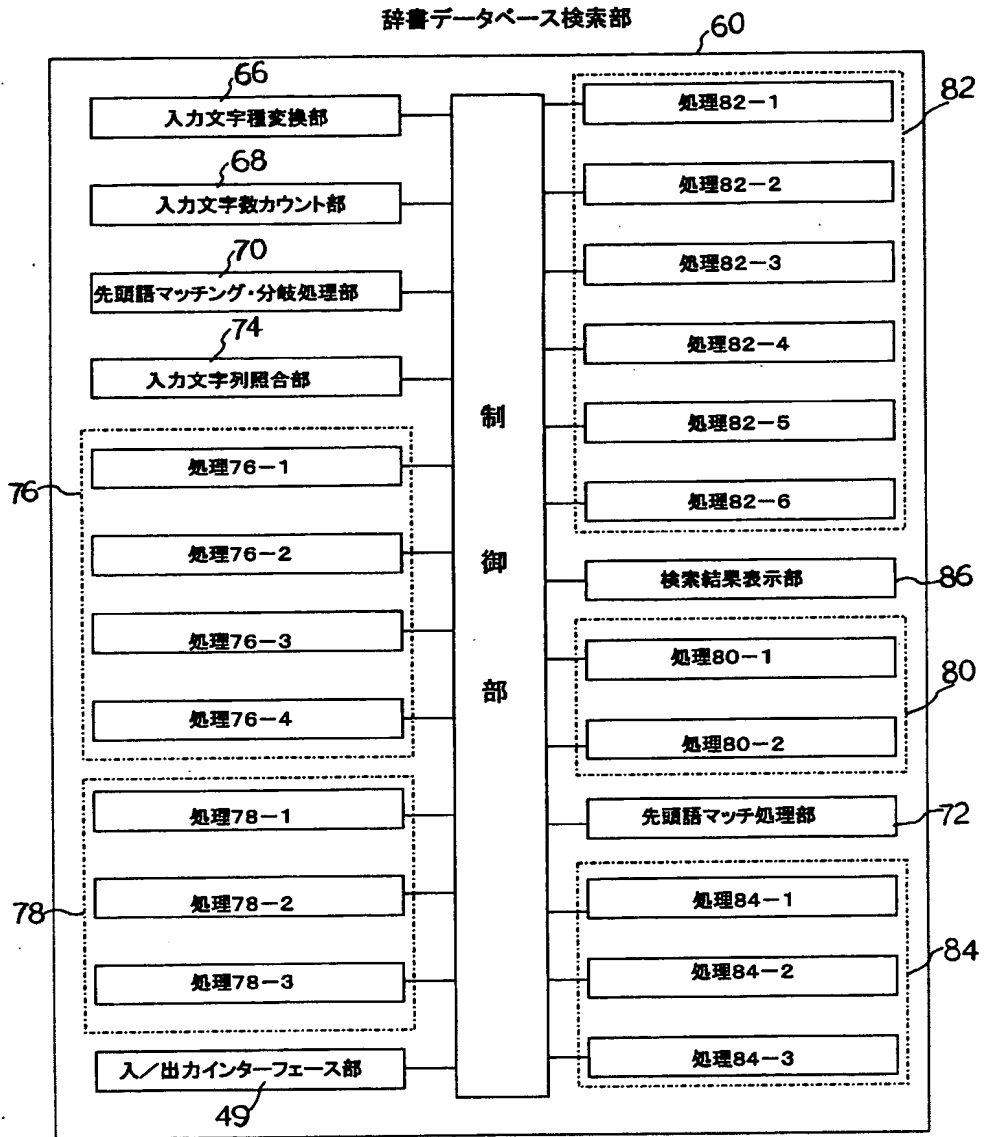 辞書データベース検索部
60
66
入力文字種変換部
68
入力文字数カウント部
70
先頭語マッチング・分岐処理部
74
入力文字列照合部
76
処理76-1
処理76-2
処理76-3
処理76-4
78
処理78-1
処理78-2
処理78-3
入/出力インターフェース部
49
制御部
82
処理82-1
処理82-2
処理82-3
処理82-4
処理82-5
処理82-6
検索結果表示部
86
80
処理80-1
処理80-2
先頭語マッチ処理部
72
84
処理84-1
処理84-2
処理84-3